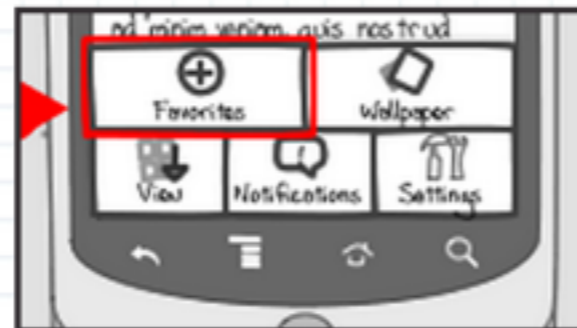 ad minim veniam, quis nostrud
Favorites
Wallpaper
View
Notifications
Settings